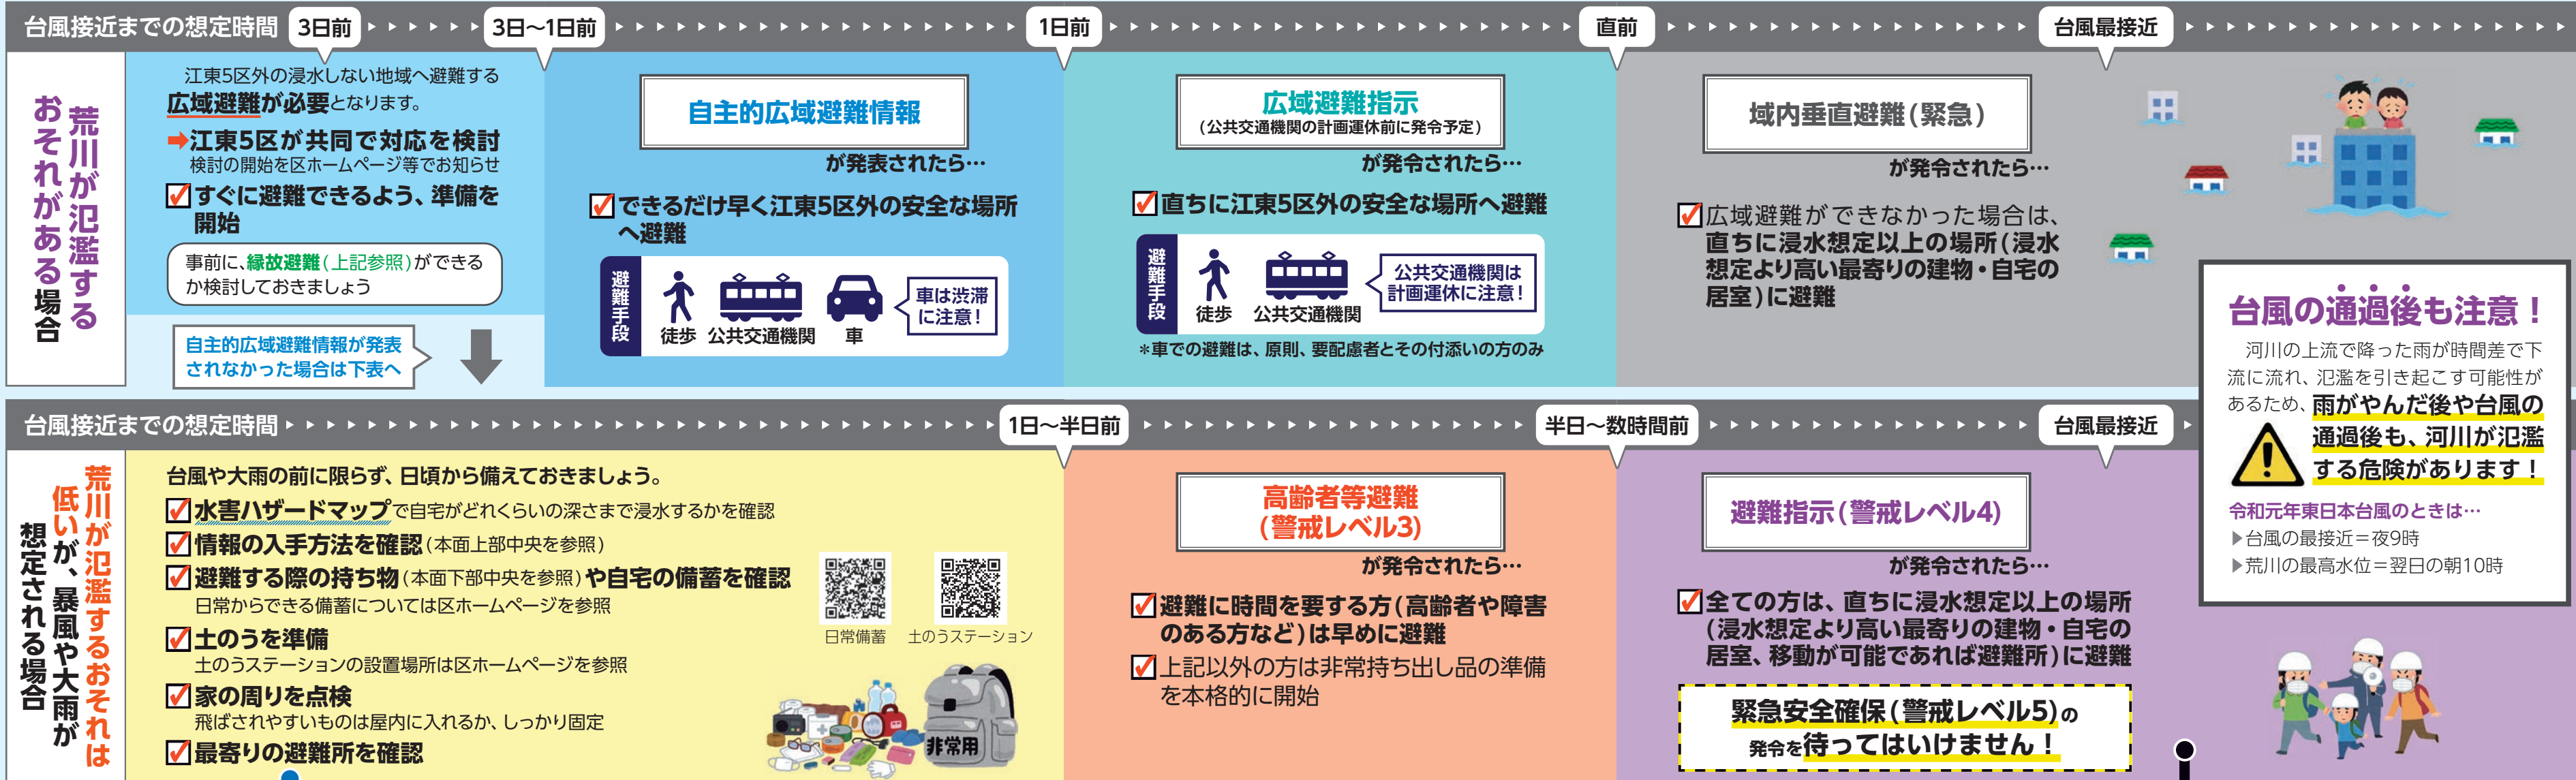 台風接近までの想定時間 3日前 3日～1日前 1日前 直前 台風最接近
荒川が氾濫する
おそれがある場合
江東5区外の浸水しない地域へ避難する
広域避難が必要となります。
➡江東5区が共同で対応を検討
検討の開始を区ホームページ等でお知らせ
すぐに避難できるよう、準備を
開始
事前に、縁故避難(上記参照)ができる
か検討しておきましょう
自主的広域避難情報が発表
されなかった場合は下表へ
自主的広域避難情報
が発表されたら…
できるだけ早く江東5区外の安全な場所
へ避難
避難手段
徒歩 公共交通機関 車
車は渋滞
に注意！
広域避難指示
(公共交通機関の計画運休前に発令予定)
が発令されたら…
直ちに江東5区外の安全な場所へ避難
避難手段
徒歩 公共交通機関
公共交通機関は
計画運休に注意！
＊車での避難は、原則、要配慮者とその付添いの方のみ
域内垂直避難(緊急)
が発令されたら…
広域避難ができなかった場合は、
直ちに浸水想定以上の場所(浸水
想定より高い最寄りの建物・自宅の
居室)に避難
台風の通過後も注意！
河川の上流で降った雨が時間差で下
流に流れ、氾濫を引き起こす可能性が
あるため、雨がやんだ後や台風の
通過後も、河川が氾濫
する危険があります！
令和元年東日本台風のときは…
▶台風の最接近＝夜9時
▶荒川の最高水位＝翌日の朝10時
台風接近までの想定時間 1日～半日前 半日～数時間前 台風最接近
荒川が氾濫するおそれは
低いが、暴風や大雨が
想定される場合
台風や大雨の前に限らず、日頃から備えておきましょう。
水害ハザードマップで自宅がどれくらいの深さまで浸水するかを確認
情報の入手方法を確認(本面上部中央を参照)
避難する際の持ち物(本面下部中央を参照)や自宅の備蓄を確認
日常からできる備蓄については区ホームページを参照
土のうを準備
土のうステーションの設置場所は区ホームページを参照
家の周りを点検
飛ばされやすいものは屋内に入れるか、しっかり固定
最寄りの避難所を確認
日常備蓄 土のうステーション
非常用
高齢者等避難
(警戒レベル3)
が発令されたら…
避難に時間を要する方(高齢者や障害
のある方など)は早めに避難
上記以外の方は非常持ち出し品の準備
を本格的に開始
避難指示(警戒レベル4)
が発令されたら…
全ての方は、直ちに浸水想定以上の場所
(浸水想定より高い最寄りの建物・自宅の
居室、移動が可能であれば避難所)に避難
緊急安全確保(警戒レベル5)の
発令を待ってはいけません！